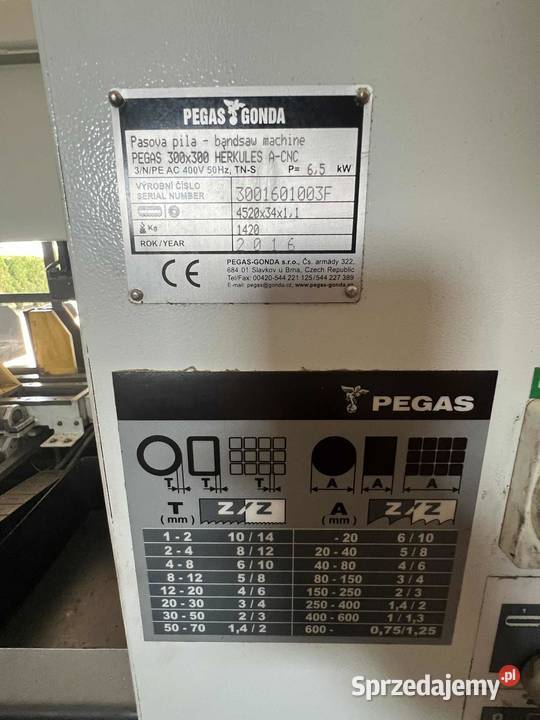 PEGAS GONDA
Pasova pila - bandsaw machine
PEGAS 300x300 HERKULES A-CNC
3/N/PE AC 400V 50Hz, TN-S P= 6,5 kW
VÝROBNÍ ČÍSLO
SERIAL NUMBER 3001601003F
4520x34x1,1
Kg 1420
ROK/YEAR 2016
CE
PEGAS-GONDA s.r.o., Čs. armády 322,
684 01 Slavkov u Brna, Czech Republic
Tel/Fax: 00420-544 221 125/544 227 389
E-mail: pegas@gonda.cz, www.pegas-gonda.cz
PEGAS
T T T A A A
T (mm) Z/Z A (mm) Z/Z
1 - 2 10 / 14 - 20 6 / 10
2 - 4 8 / 12 20 - 40 5 / 8
4 - 8 6 / 10 40 - 80 4 / 6
8 - 12 5 / 8 80 - 150 3 / 4
12 - 20 4 / 6 150 - 250 2 / 3
20 - 30 3 / 4 250 - 400 1,4 / 2
30 - 50 2 / 3 400 - 600 1 / 1,3
50 - 70 1,4 / 2 600 - 0,75/1,25
Sprzedajemy.pl